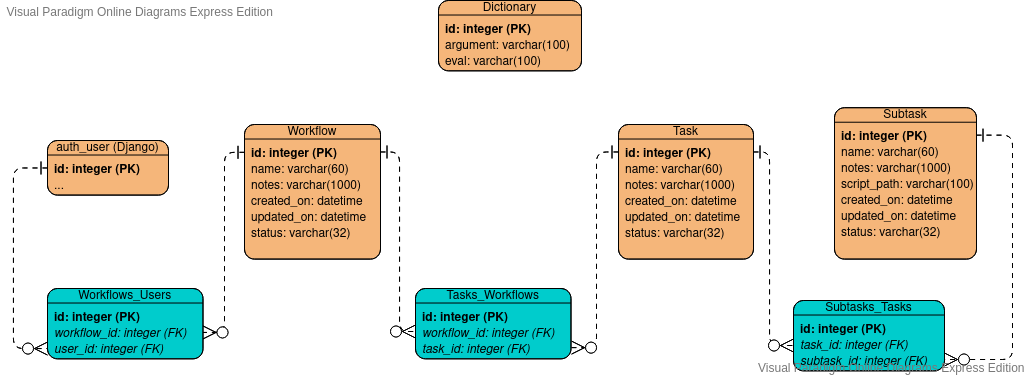 Visual Paradigm Online Diagrams Express Edition
Dictionary
id: integer (PK)
argument: varchar(100)
eval: varchar(100)
auth_user (Django)
id: integer (PK)
...
Workflow
id: integer (PK)
name: varchar(60)
notes: varchar(1000)
created_on: datetime
updated_on: datetime
status: varchar(32)
Task
id: integer (PK)
name: varchar(60)
notes: varchar(1000)
created_on: datetime
updated_on: datetime
status: varchar(32)
Subtask
id: integer (PK)
name: varchar(60)
notes: varchar(1000)
script_path: varchar(100)
created_on: datetime
updated_on: datetime
status: varchar(32)
Workflows_Users
id: integer (PK)
workflow_id: integer (FK)
user_id: integer (FK)
Tasks_Workflows
id: integer (PK)
workflow_id: integer (FK)
task_id: integer (FK)
Subtasks_Tasks
id: integer (PK)
task_id: integer (FK)
subtask_id: integer (FK)
Visual Paradigm Online Diagrams Express Edition